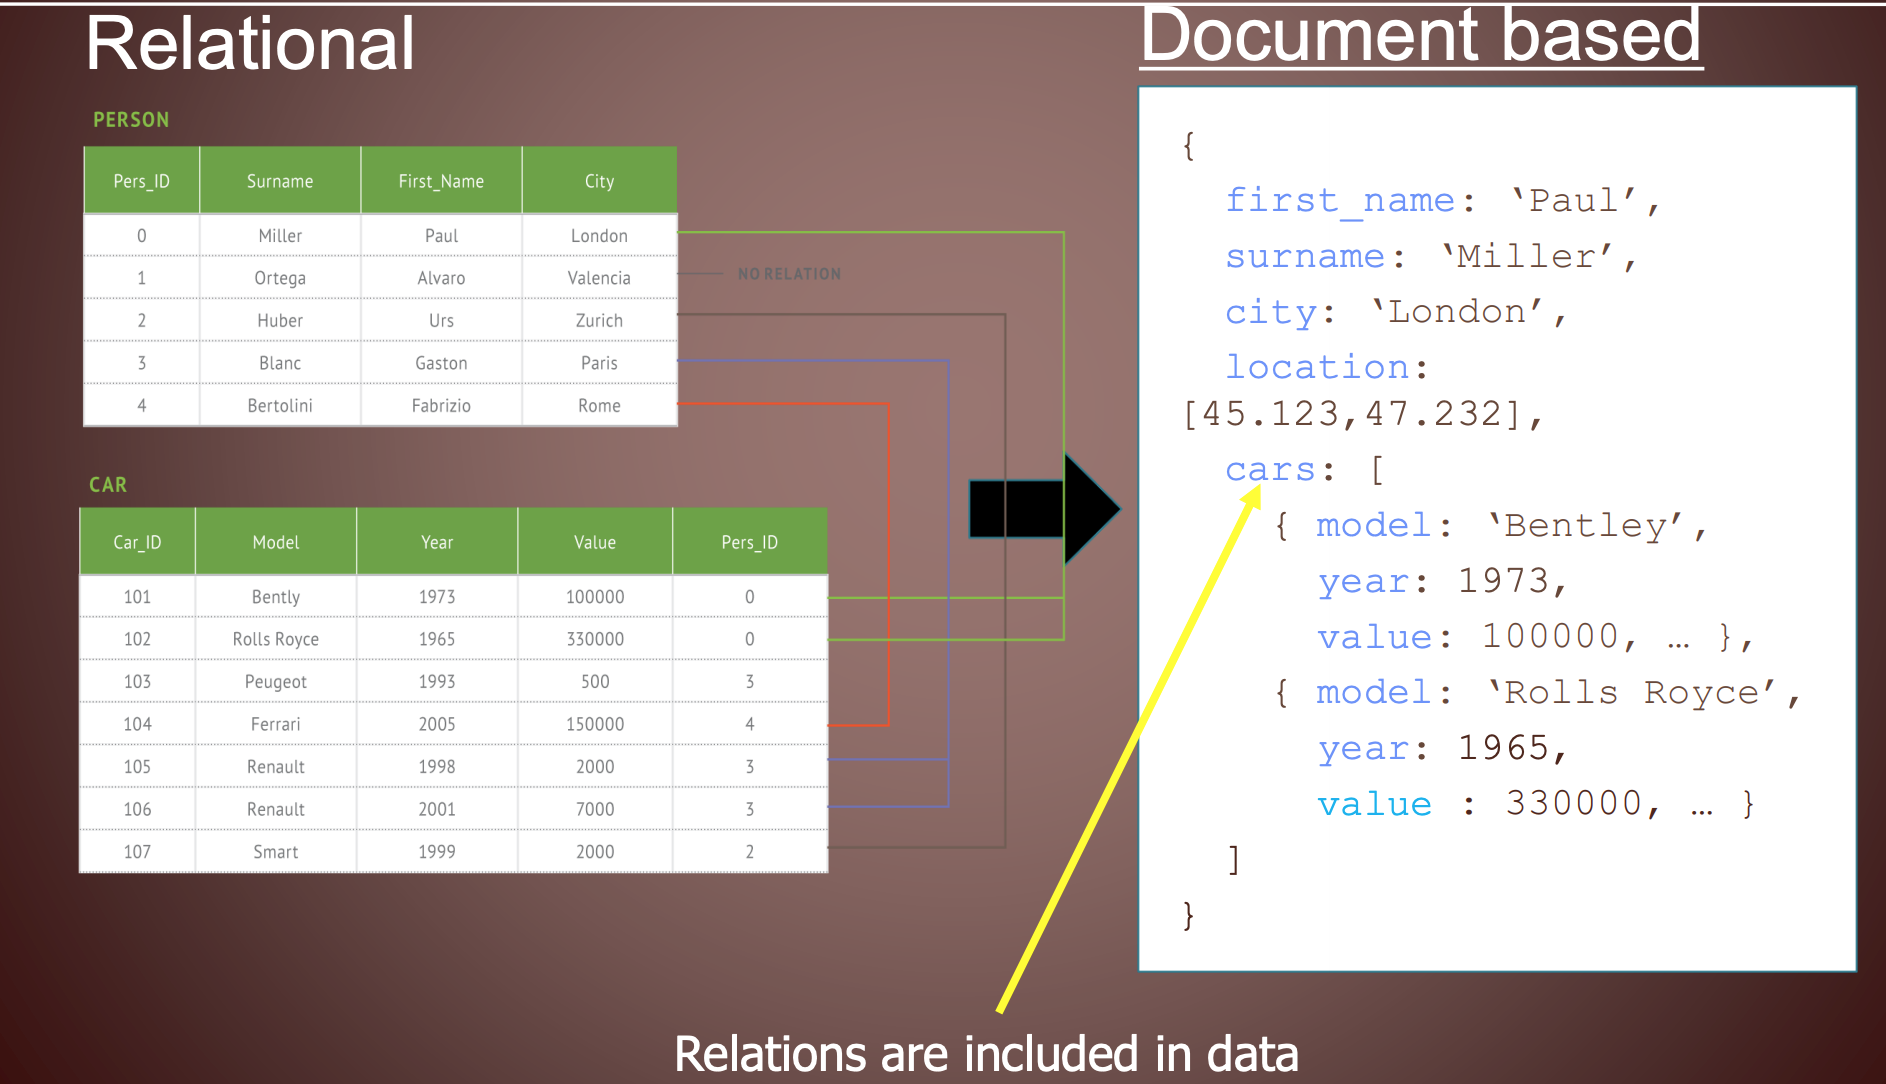 Relational
PERSON
Pers_ID Surname First_Name City
0 Miller Paul London
1 Ortega Alvaro Valencia
NO RELATION
2 Huber Urs Zurich
3 Blanc Gaston Paris
4 Bertolini Fabrizio Rome
CAR
Car_ID Model Year Value Pers_ID
101 Bently 1973 100000 0
102 Rolls Royce 1965 330000 0
103 Peugeot 1993 500 3
104 Ferrari 2005 150000 4
105 Renault 1998 2000 3
106 Renault 2001 7000 3
107 Smart 1999 2000 2
Document based
{
first_name: ‘Paul’,
surname: ‘Miller’,
city: ‘London’,
location:
[45.123,47.232],
cars: [
{ model: ‘Bentley’,
year: 1973,
value: 100000, … },
{ model: ‘Rolls Royce’,
year: 1965,
value : 330000, … }
]
}
Relations are included in data